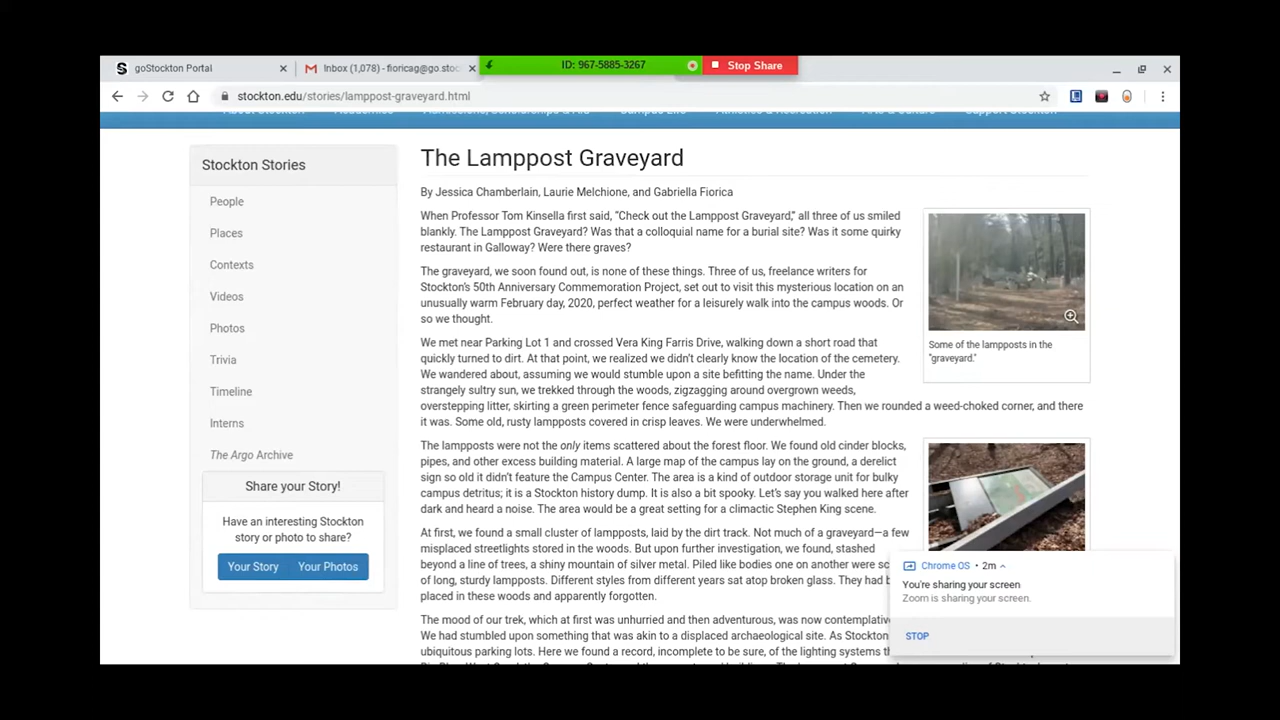 goStockton Portal
Inbox (1,078) - fioricag@go.stoc
ID: 967-5885-3267
Stop Share
stockton.edu/stories/lamppost-graveyard.html
About Stockton
Academics
Campus Life
Athletics & Recreation
Arts & Culture
Support Stockton
Stockton Stories
People
Places
Contexts
Videos
Photos
Trivia
Timeline
Interns
The Argo Archive
Share your Story!
Have an interesting Stockton
story or photo to share?
Your Story
Your Photos
The Lamppost Graveyard
By Jessica Chamberlain, Laurie Melchione, and Gabriella Fiorica
When Professor Tom Kinsella first said, “Check out the Lamppost Graveyard,” all three of us smiled
blankly. The Lamppost Graveyard? Was that a colloquial name for a burial site? Was it some quirky
restaurant in Galloway? Were there graves?
The graveyard, we soon found out, is none of these things. Three of us, freelance writers for
Stockton's 50th Anniversary Commemoration Project, set out to visit this mysterious location on an
unusually warm February day, 2020, perfect weather for a leisurely walk into the campus woods. Or
so we thought.
We met near Parking Lot 1 and crossed Vera King Farris Drive, walking down a short road that
quickly turned to dirt. At that point, we realized we didn't clearly know the location of the cemetery.
We wandered about, assuming we would stumble upon a site befitting the name. Under the
strangely sultry sun, we trekked through the woods, zigzagging around overgrown weeds,
overstepping litter, skirting a green perimeter fence safeguarding campus machinery. Then we rounded a weed-choked corner, and there
it was. Some old, rusty lampposts covered in crisp leaves. We were underwhelmed.
The lampposts were not the only items scattered about the forest floor. We found old cinder blocks,
pipes, and other excess building material. A large map of the campus lay on the ground, a derelict
sign so old it didn't feature the Campus Center. The area is a kind of outdoor storage unit for bulky
campus detritus; it is a Stockton history dump. It is also a bit spooky. Let's say you walked here after
dark and heard a noise. The area would be a great setting for a climactic Stephen King scene.
At first, we found a small cluster of lampposts, laid by the dirt track. Not much of a graveyard—a few
misplaced streetlights stored in the woods. But upon further investigation, we found, stashed
beyond a line of trees, a shiny mountain of silver metal. Piled like bodies one on another were sc
of long, sturdy lampposts. Different styles from different years sat atop broken glass. They had b
placed in these woods and apparently forgotten.
The mood of our trek, which at first was unhurried and then adventurous, was now contemplativ
We had stumbled upon something that was akin to a displaced archaeological site. As Stockton
ubiquitous parking lots. Here we found a record, incomplete to be sure, of the lighting systems th
Some of the lampposts in the
"graveyard."
Chrome OS • 2m
You're sharing your screen
Zoom is sharing your screen.
STOP